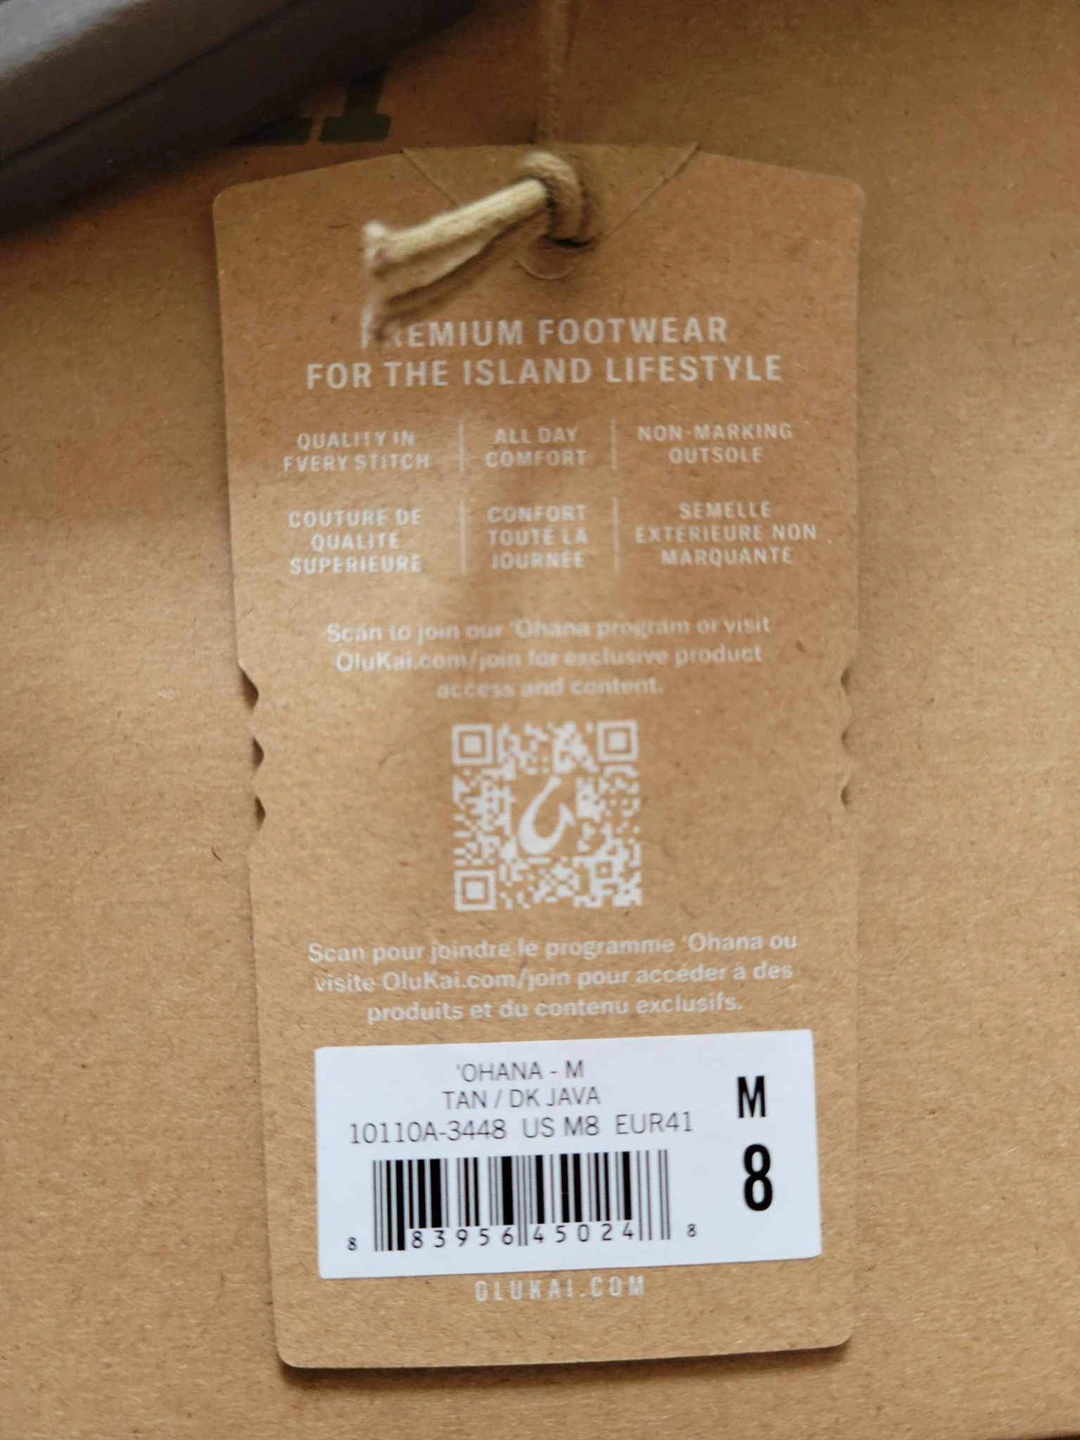 PREMIUM FOOTWEAR
FOR THE ISLAND LIFESTYLE
QUALITY IN
EVERY STITCH
ALL DAY
COMFORT
NON-MARKING
OUTSOLE
COUTURE DE
QUALITÉ
SUPÉRIEURE
CONFORT
TOUTE LA
JOURNÉE
SEMELLE
EXTÉRIEURE NON
MARQUANTE
Scan to join our 'Ohana program or visit
OluKai.com/join for exclusive product
access and content.
Scan pour joindre le programme 'Ohana ou
visite OluKai.com/join pour accéder à des
produits et du contenu exclusifs.
'OHANA - M
TAN / DK JAVA
10110A-3448 US M8 EUR41
M
8
8 83956 45024 8
OLUKAI.COM